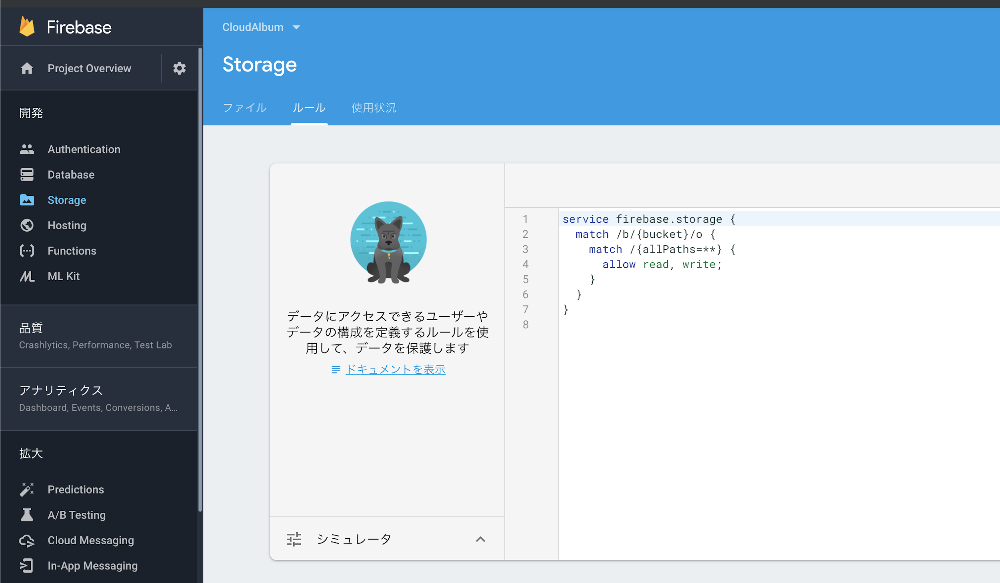 Firebase
Project Overview
開発
Authentication
Database
Storage
Hosting
Functions
ML Kit
品質
Crashlytics, Performance, Test Lab
アナリティクス
Dashboard, Events, Conversions, A...
拡大
Predictions
A/B Testing
Cloud Messaging
In-App Messaging
CloudAlbum
Storage
ファイル ルール 使用状況
データにアクセスできるユーザーや
データの構成を定義するルールを使
用して、データを保護します
ドキュメントを表示
シミュレータ
1 service firebase.storage {
2   match /b/{bucket}/o {
3     match /{allPaths=**} {
4       allow read, write;
5     }
6   }
7 }
8